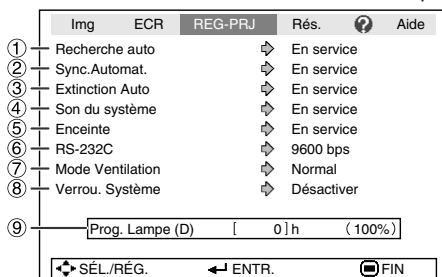 Img ECR REG-PRJ Rés. ? Aide
① Recherche auto En service
② Sync.Automat. En service
③ Extinction Auto En service
④ Son du système En service
⑤ Enceinte En service
⑥ RS-232C 9600 bps
⑦ Mode Ventilation Normal
⑧ Verrou. Système Désactiver
⑨ Prog. Lampe (D) [ 0] h (100%)
SÉL./RÉG. ENTR. FIN